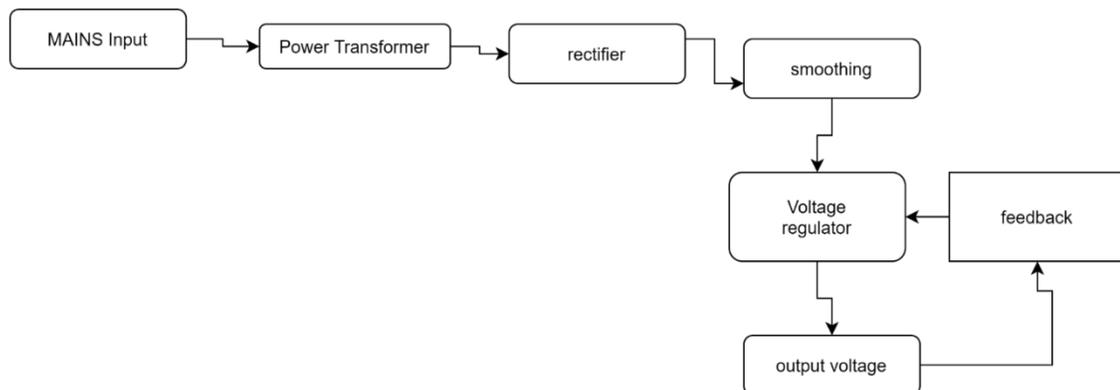 MAINS Input
Power Transformer
rectifier
smoothing
Voltage
regulator
feedback
output voltage